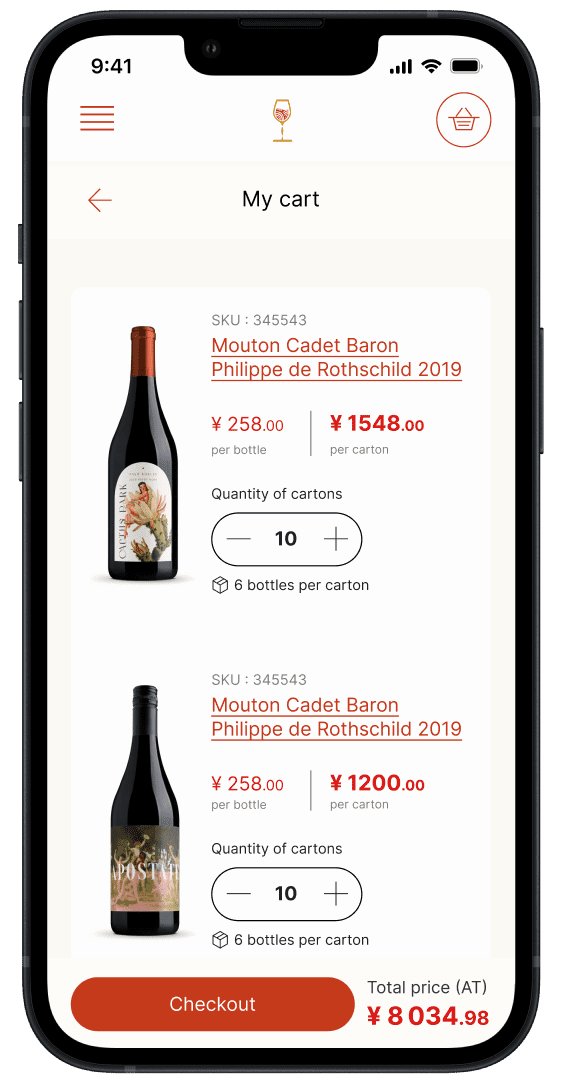 9:41
My cart
SKU : 345543
Mouton Cadet Baron
Philippe de Rothschild 2019
¥ 258.00
¥ 1548.00
per bottle
per carton
Quantity of cartons
10
6 bottles per carton
CACTUS PARK
SKU : 345543
Mouton Cadet Baron
Philippe de Rothschild 2019
¥ 258.00
¥ 1200.00
per bottle
per carton
Quantity of cartons
10
6 bottles per carton
Checkout
Total price (AT)
¥ 8 034.98